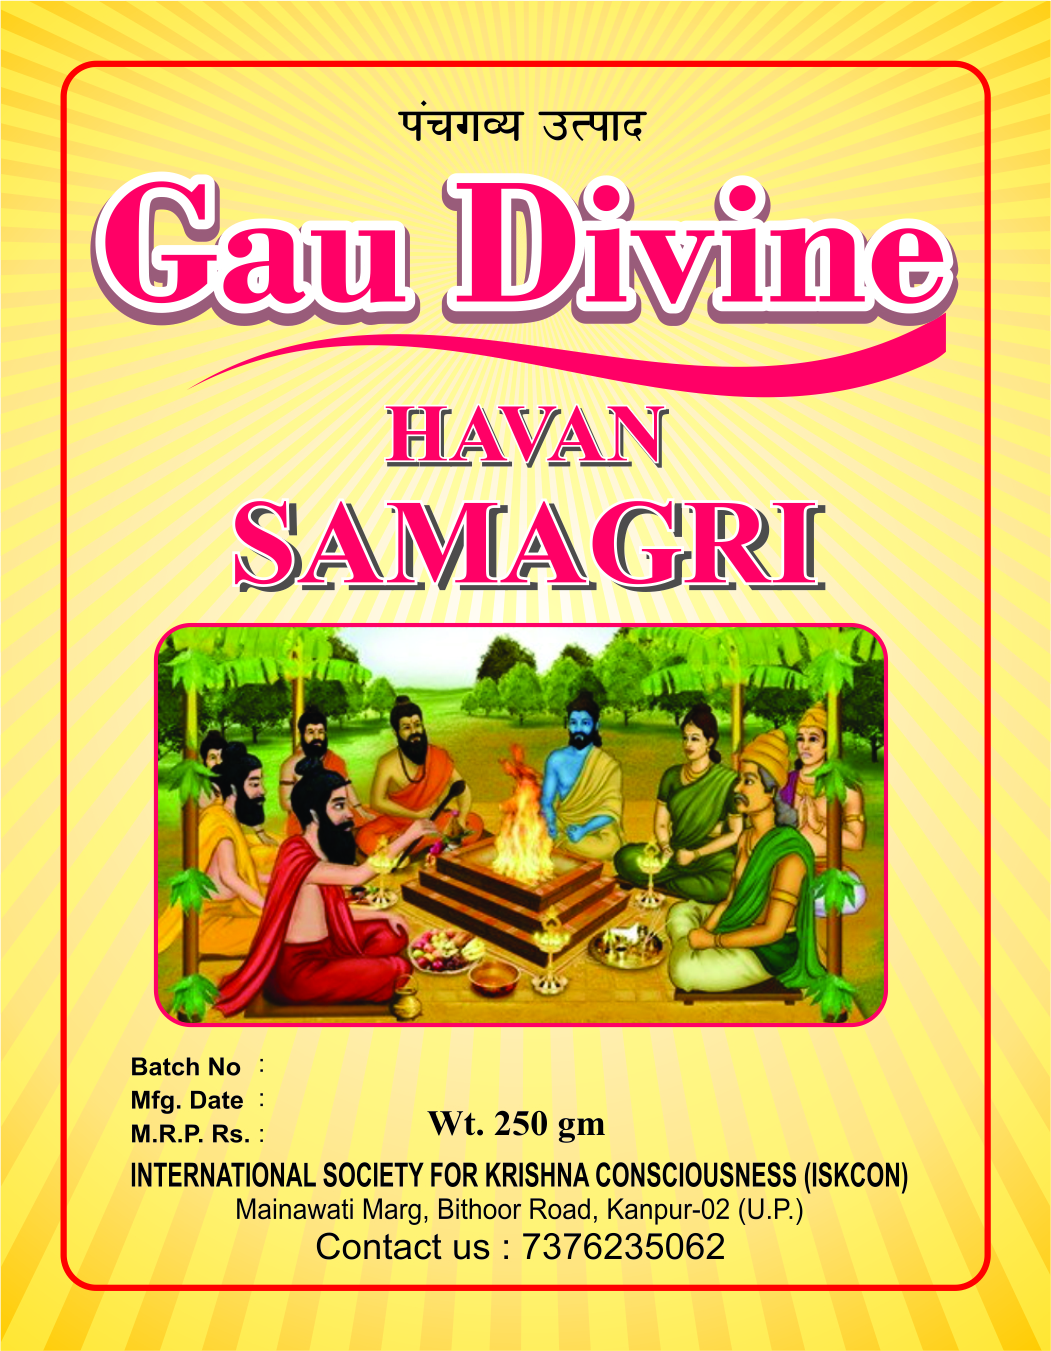 पंचगव्य उत्पाद
Gau Divine
HAVAN
SAMAGRI
Batch No :
Mfg. Date :
M.R.P. Rs. :
Wt. 250 gm
INTERNATIONAL SOCIETY FOR KRISHNA CONSCIOUSNESS (ISKCON)
Mainawati Marg, Bithoor Road, Kanpur-02 (U.P.)
Contact us : 7376235062